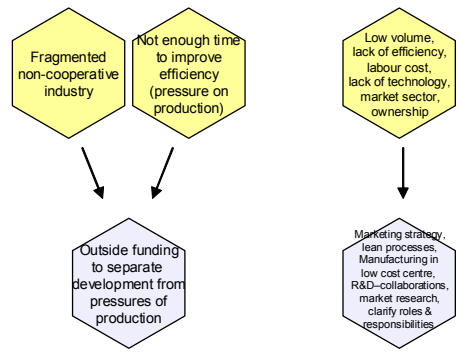 Fragmented
non-cooperative
industry
Not enough time
to improve
efficiency
(pressure on
production)
Low volume,
lack of efficiency,
labour cost,
lack of technology,
market sector,
ownership
Outside funding
to separate
development from
pressures of
production
Marketing strategy,
lean processes,
Manufacturing in
low cost centre,
R&D–collaborations,
market research,
clarify roles &
responsibilities